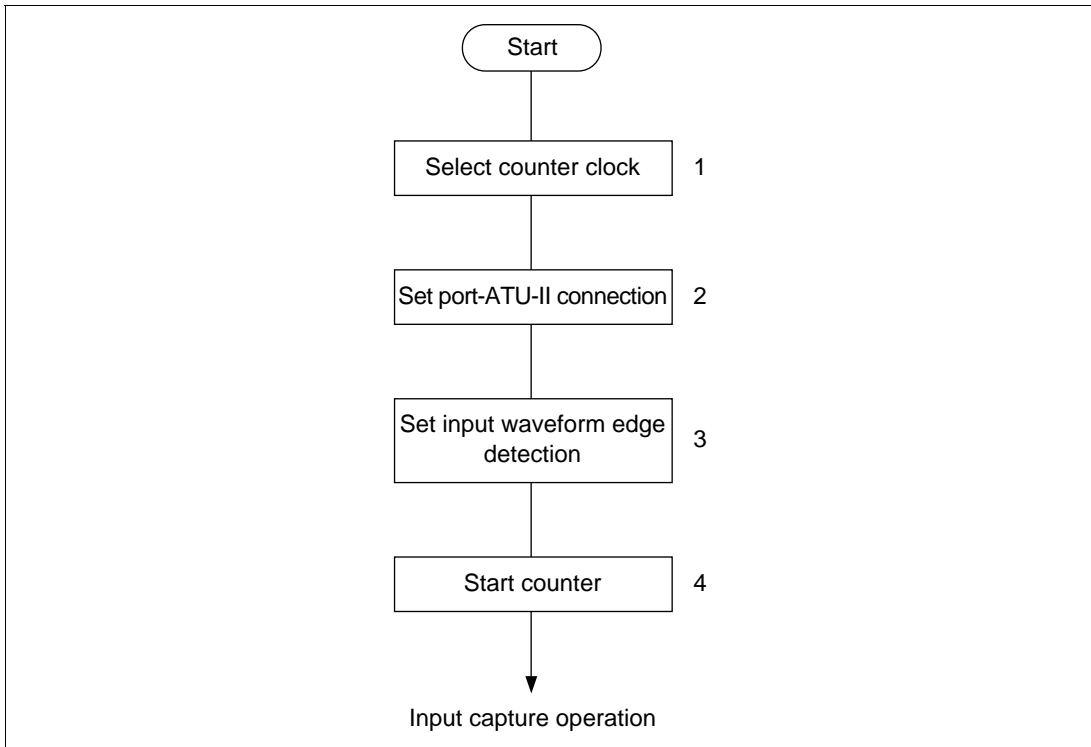 Start
Select counter clock 1
Set port-ATU-II connection 2
Set input waveform edge
detection 3
Start counter 4
Input capture operation